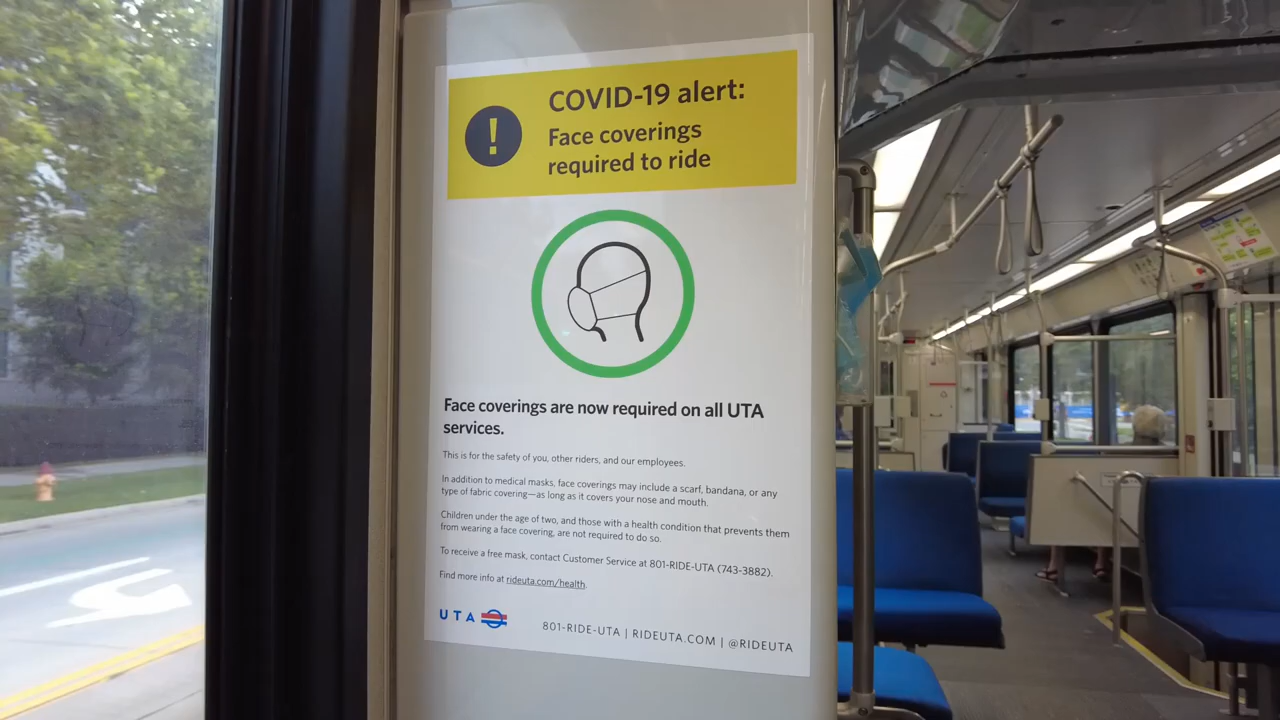 !
COVID-19 alert:
Face coverings
required to ride
Face coverings are now required on all UTA
services.
This is for the safety of you, other riders, and our employees.
In addition to medical masks, face coverings may include a scarf, bandana, or any
type of fabric covering—as long as it covers your nose and mouth.
Children under the age of two, and those with a health condition that prevents them
from wearing a face covering, are not required to do so.
To receive a free mask, contact Customer Service at 801-RIDE-UTA (743-3882).
Find more info at rideuta.com/health.
UTA
801-RIDE-UTA | RIDEUTA.COM | @RIDEUTA